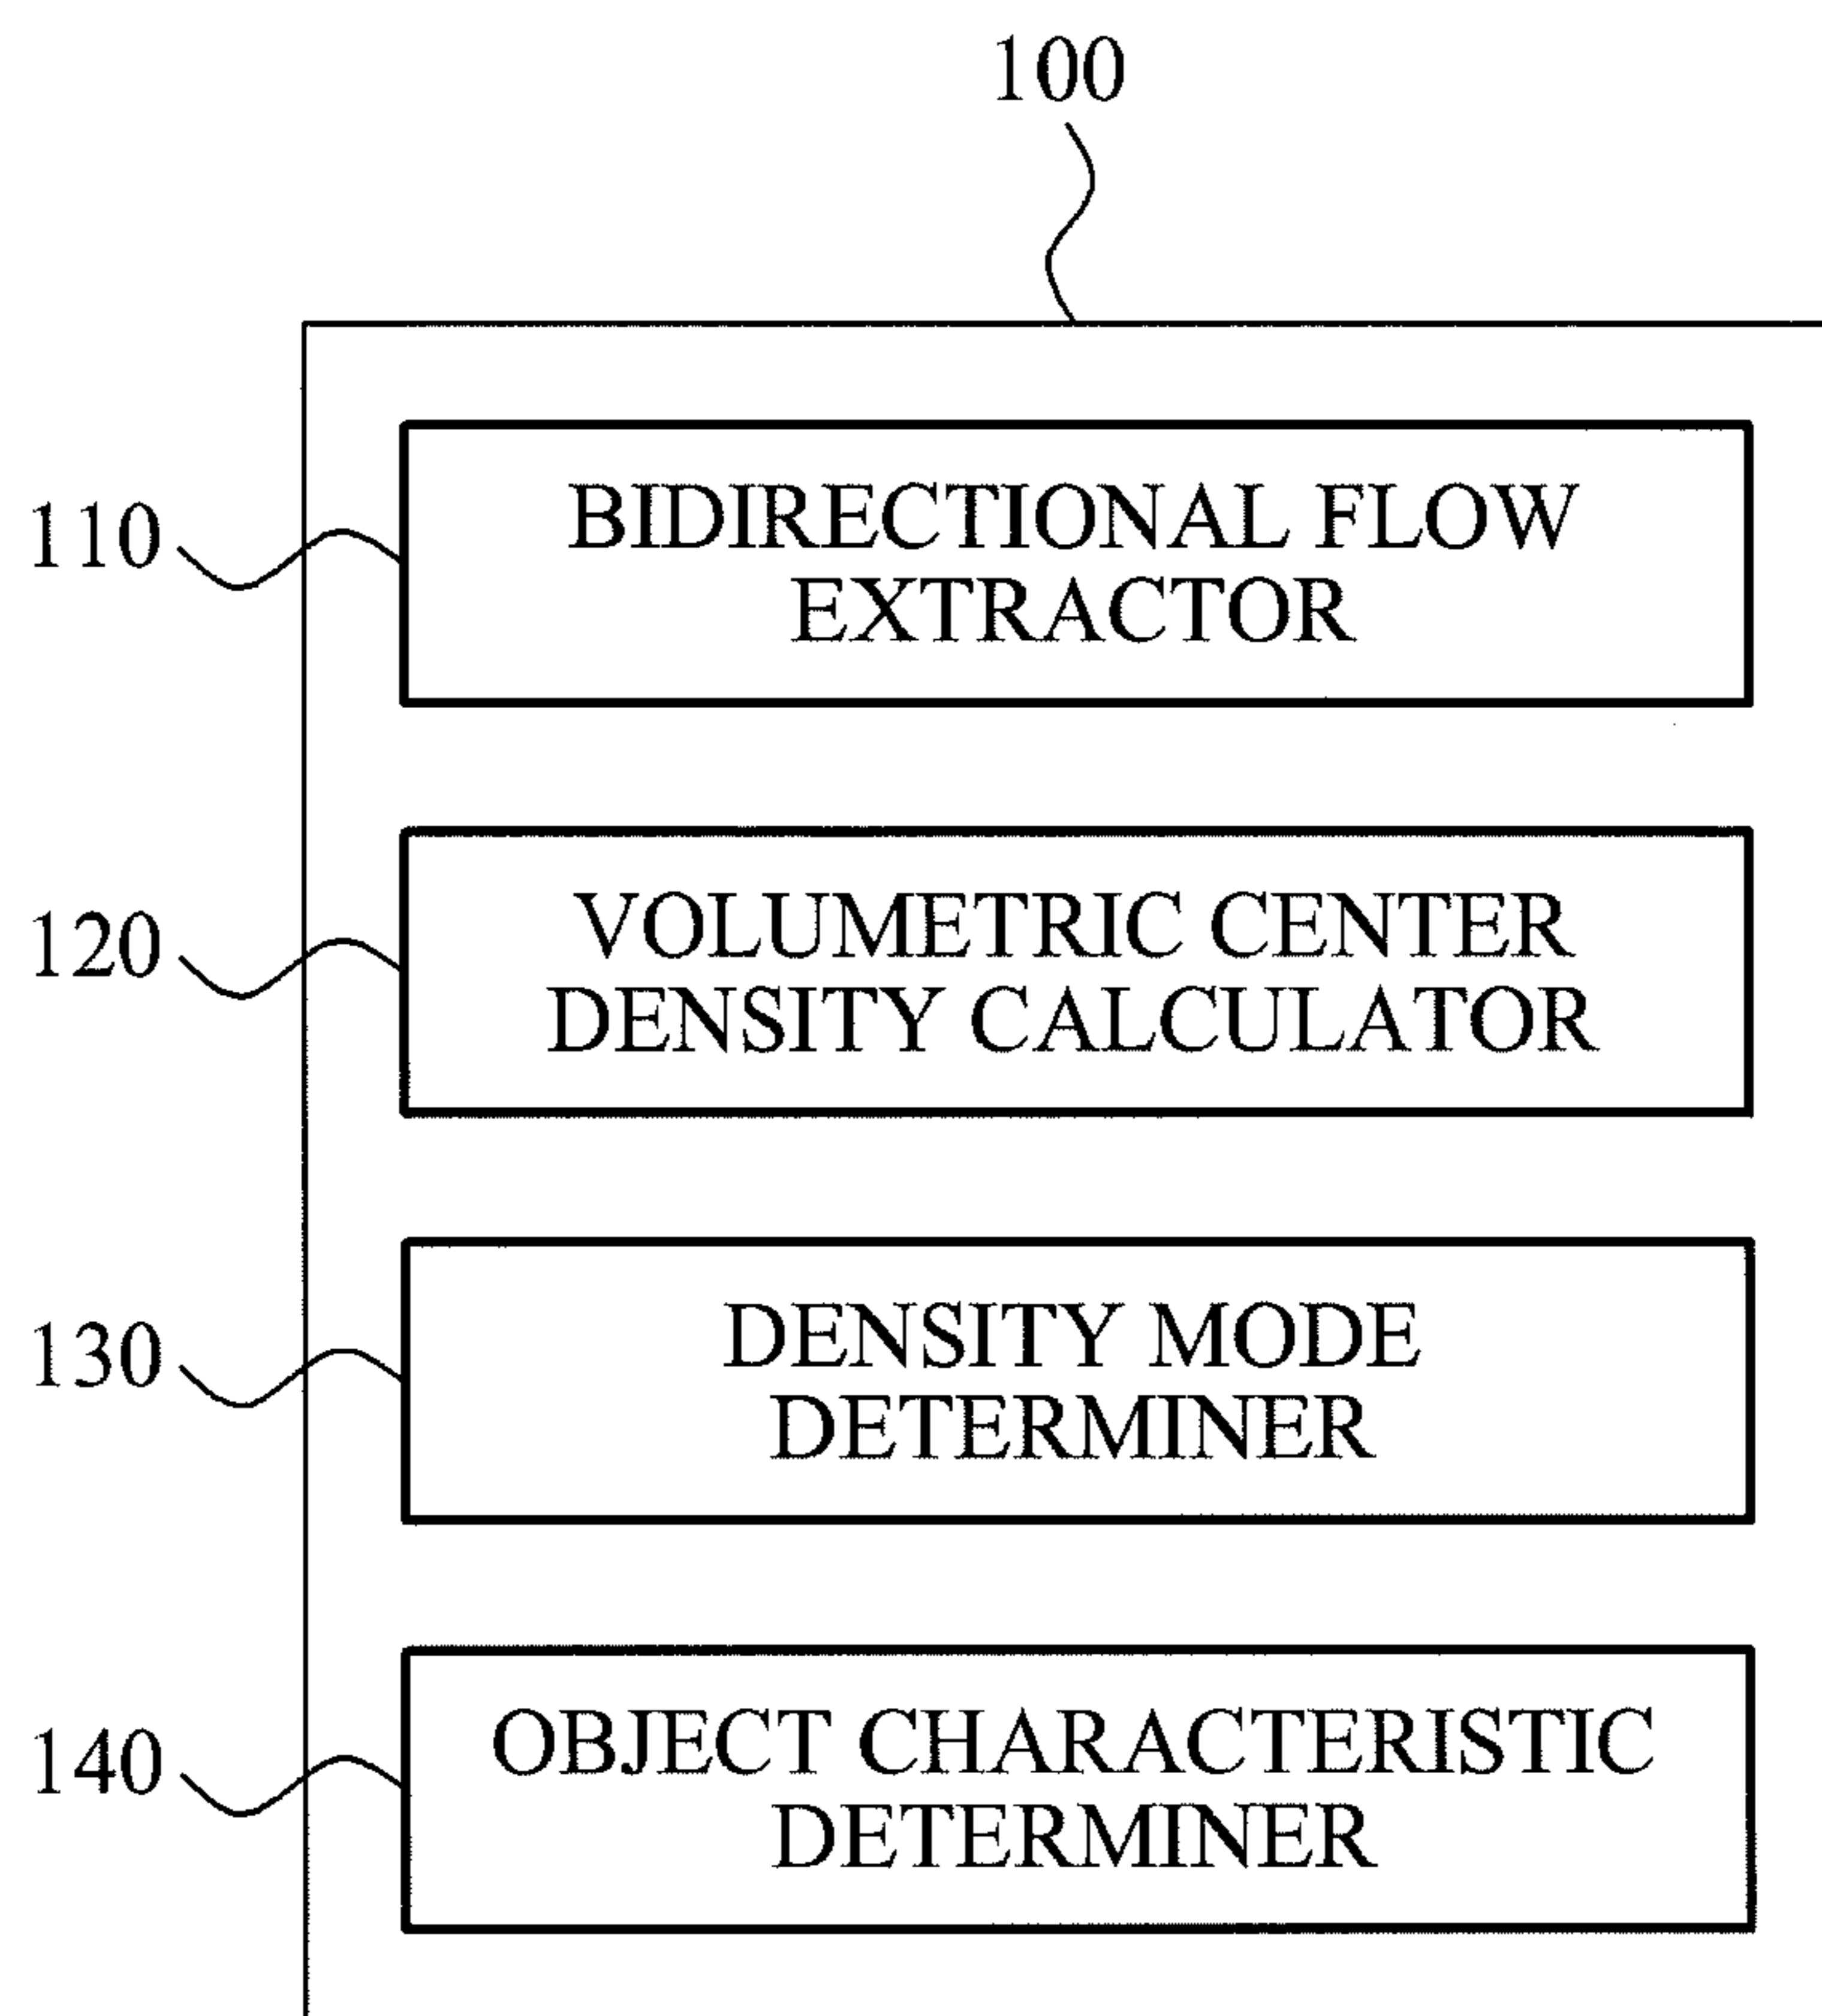 100
110
BIDIRECTIONAL FLOW
EXTRACTOR
120
VOLUMETRIC CENTER
DENSITY CALCULATOR
130
DENSITY MODE
DETERMINER
140
OBJECT CHARACTERISTIC
DETERMINER